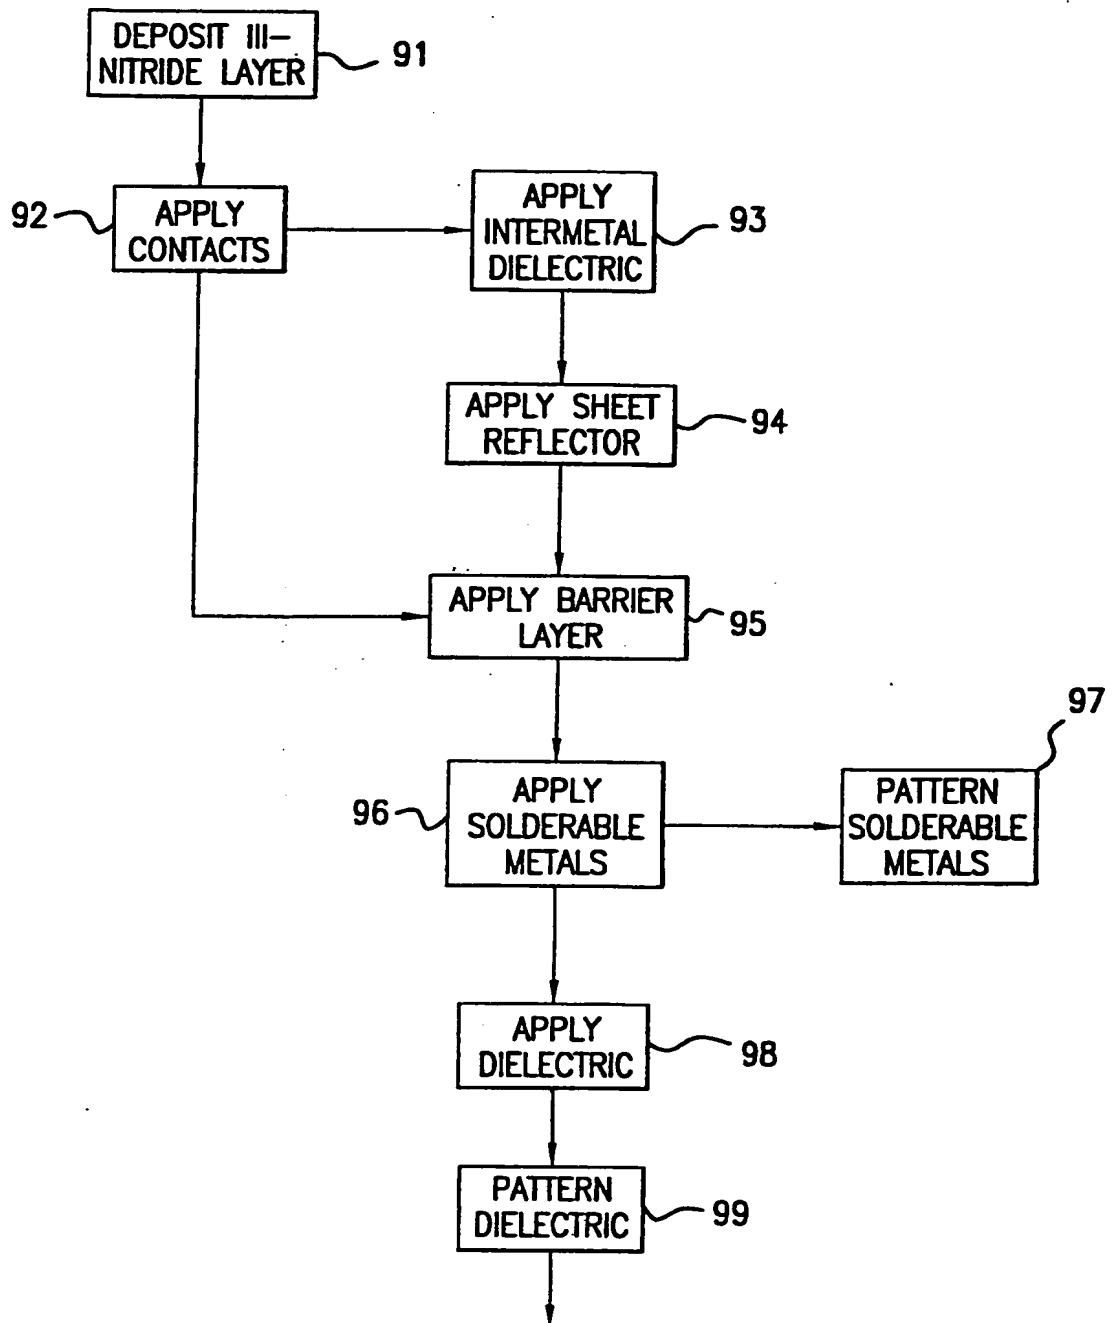 DEPOSIT III-
NITRIDE LAYER
91
92
APPLY
CONTACTS
APPLY
INTERMETAL
DIELECTRIC
93
APPLY SHEET
REFLECTOR
94
APPLY BARRIER
LAYER
95
96
APPLY
SOLDERABLE
METALS
97
PATTERN
SOLDERABLE
METALS
APPLY
DIELECTRIC
98
PATTERN
DIELECTRIC
99